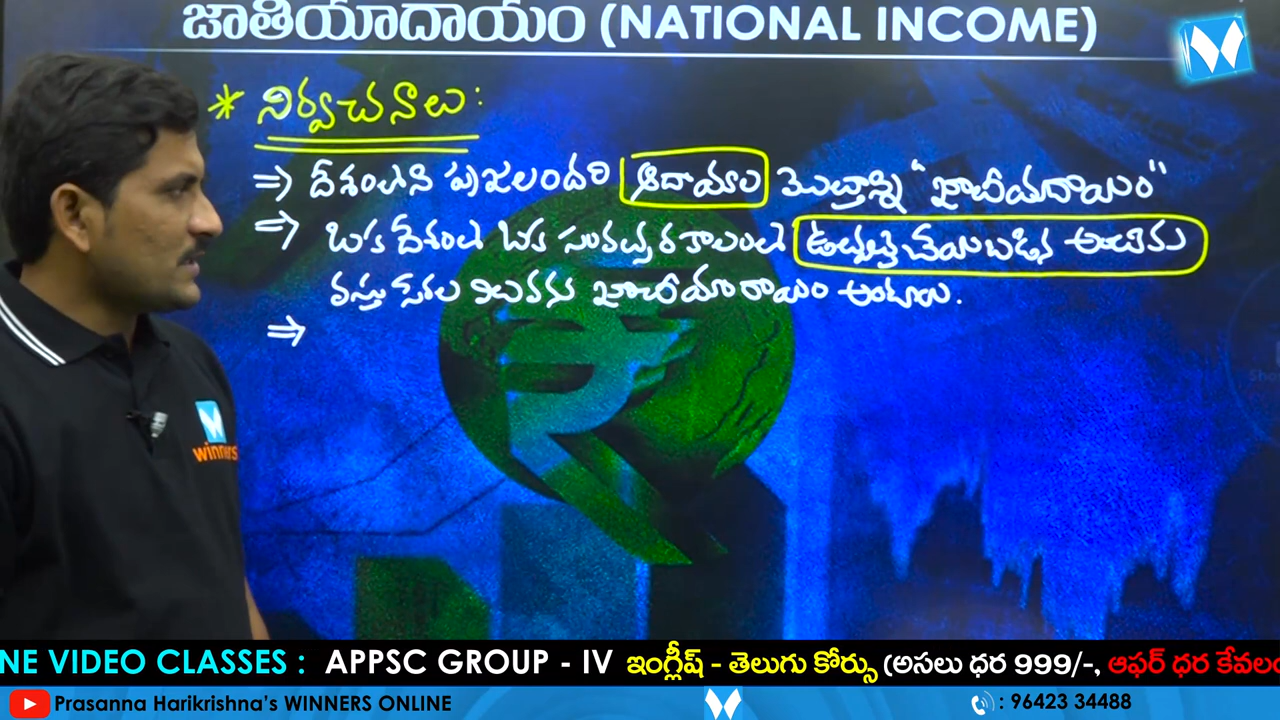 జాతీయాదాయం (NATIONAL INCOME)
* నిర్వచనాలు :
⇒ దేశంలోని ప్రజలందరి ఆదాయాల మొత్తాన్ని "జాతీయాదాయం"
⇒ ఒక దేశంలో ఒక సంవత్సర కాలంలో ఉత్పత్తి చేయబడిన అంతిమ
వస్తు సేవల విలువను జాతీయాదాయం అంటారు.
⇒
winners
NE VIDEO CLASSES : APPSC GROUP - IV ఇంగ్లీష్ - తెలుగు కోర్సు (అసలు ధర 999/-, ఆఫర్ ధర కేవలం
Prasanna Harikrishna's WINNERS ONLINE : 96423 34488